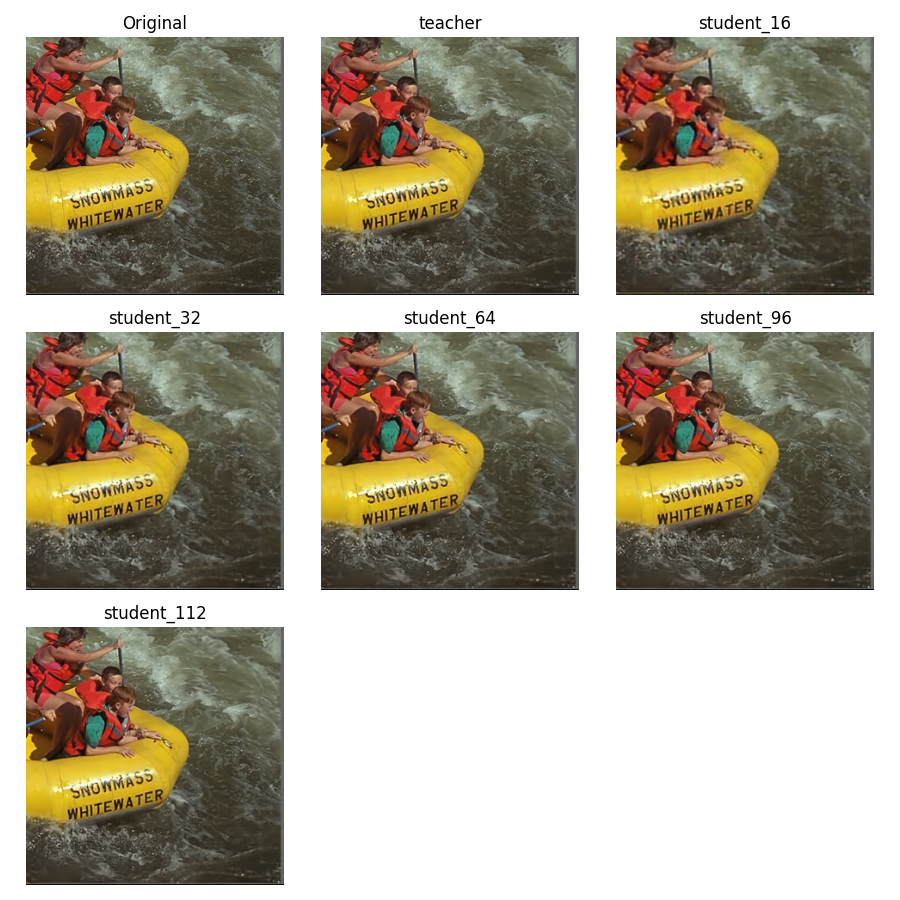 Original
SNOWMASS
WHITEWATER
teacher
SNOWMASS
WHITEWATER
student_16
SNOWMASS
WHITEWATER
student_32
SNOWMASS
WHITEWATER
student_64
SNOWMASS
WHITEWATER
student_96
SNOWMASS
WHITEWATER
student_112
SNOWMASS
WHITEWATER